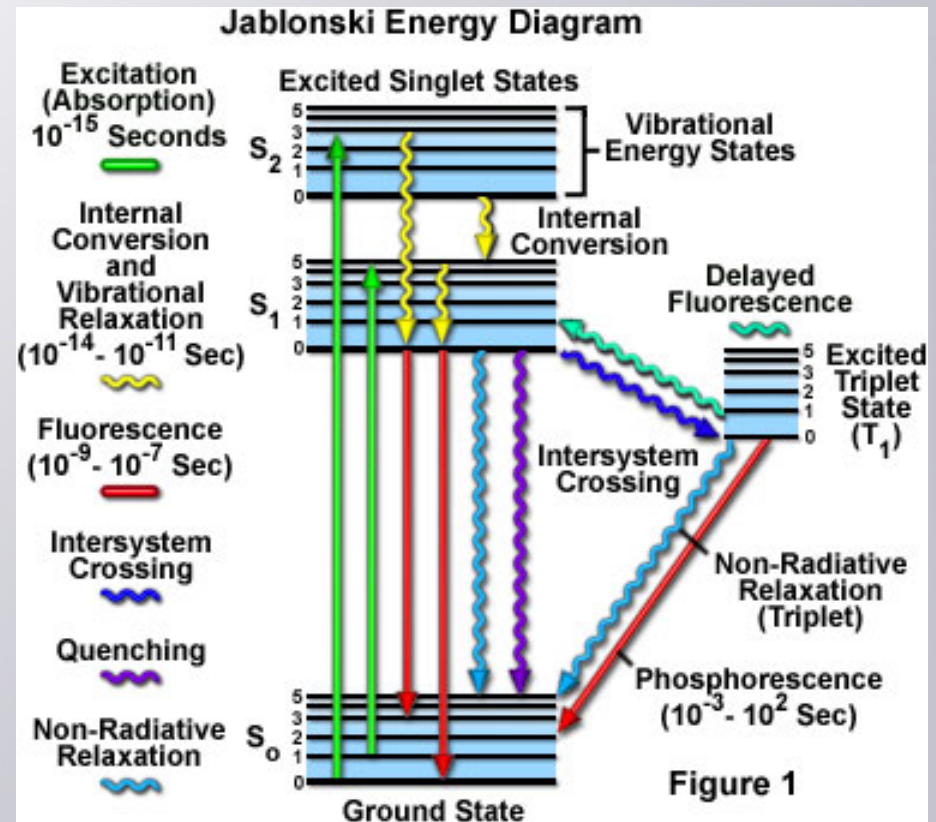 Jablonski Energy Diagram
Excitation
(Absorption)
10⁻¹⁵ Seconds
Internal
Conversion
and
Vibrational
Relaxation
(10⁻¹⁴ - 10⁻¹¹ Sec)
Fluorescence
(10⁻⁹ - 10⁻⁷ Sec)
Intersystem
Crossing
Quenching
Non-Radiative
Relaxation
Excited Singlet States
S₂
5
3
2
1
0
Vibrational
Energy States
Internal
Conversion
S₁
5
3
2
1
0
Delayed
Fluorescence
5
3
2
1
0
Excited
Triplet
State
(T₁)
Intersystem
Crossing
Non-Radiative
Relaxation
(Triplet)
Phosphorescence
(10⁻³ - 10² Sec)
S₀
5
3
2
1
0
Ground State
Figure 1